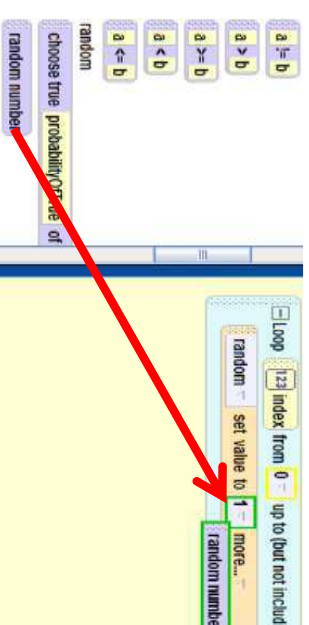 a != b
a > b
a >= b
a < b
a <= b
random
choose true probabilityOfTrue of
random number
Loop 123 index from 0 up to (but not includ
random set value to 1 more...
random numbe